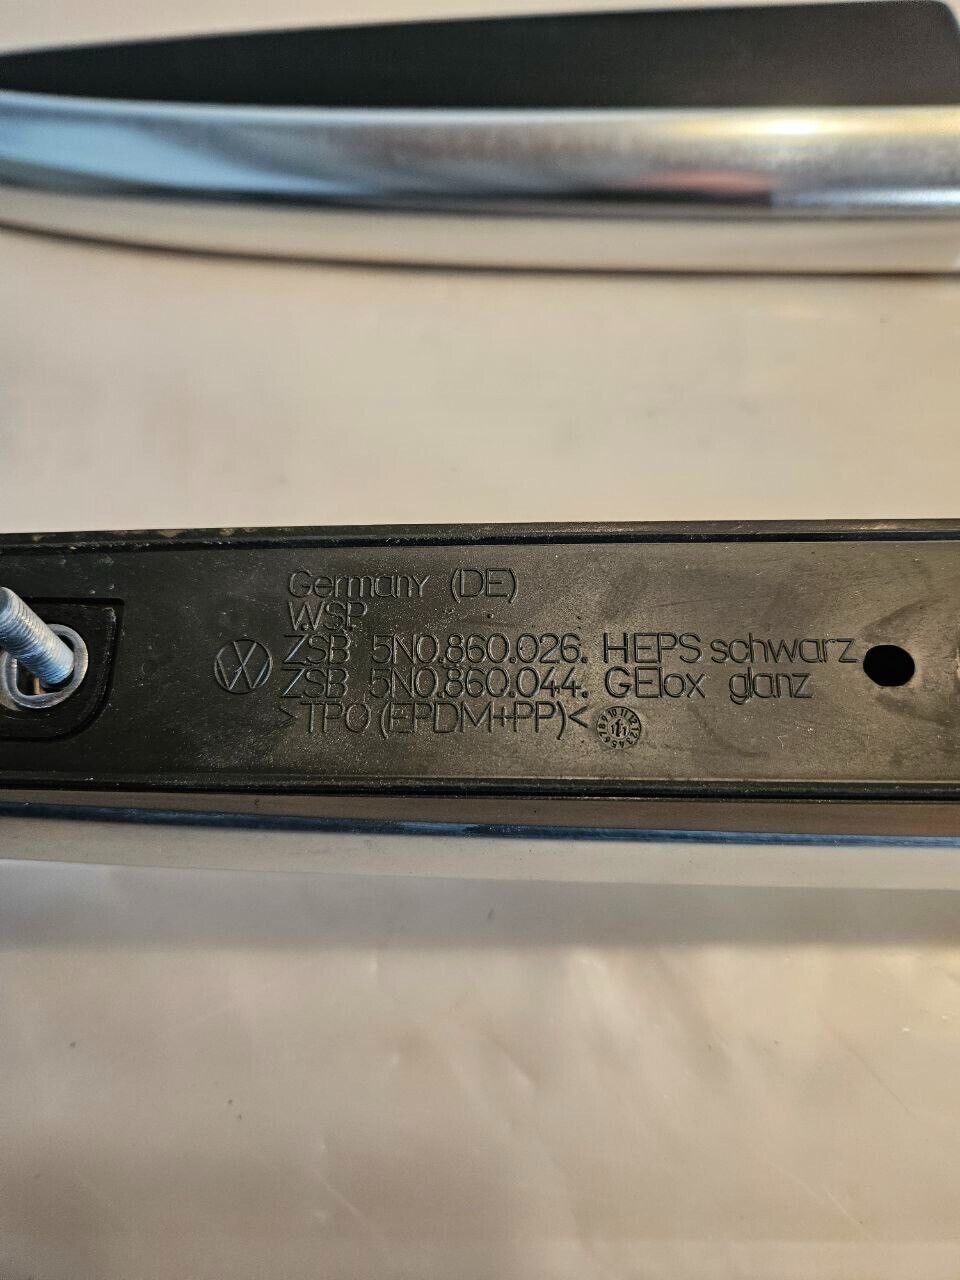 Germany (DE)
WSP
ZSB 5N0.860.026. HEPS schwarz
ZSB 5N0.860.044. GElox glanz
>TPO(EPDM+PP)<